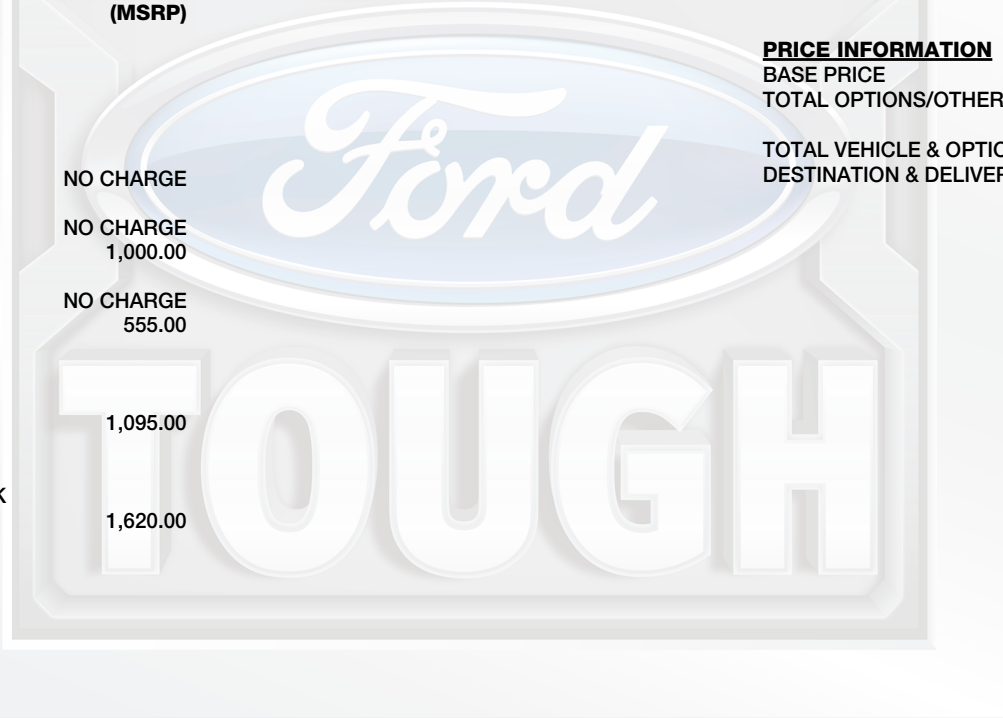 (MSRP)
NO CHARGE
NO CHARGE
1,000.00
NO CHARGE
555.00
1,095.00
K
1,620.00
PRICE INFORMATION
BASE PRICE
TOTAL OPTIONS/OTHER
TOTAL VEHICLE & OPTIO
DESTINATION & DELIVER
Ford
TOUGH